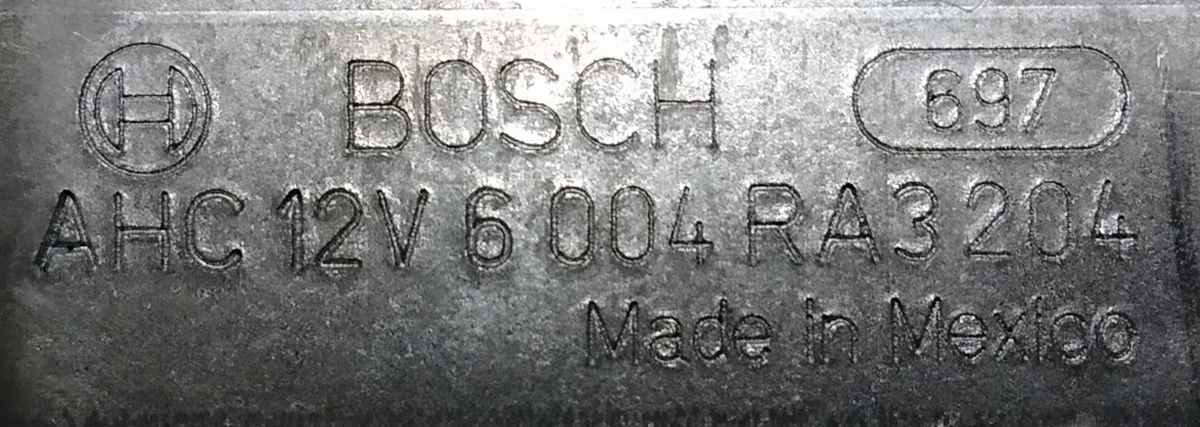 BOSCH 697
AHC 12V 6 004 RA3 204
Made in Mexico